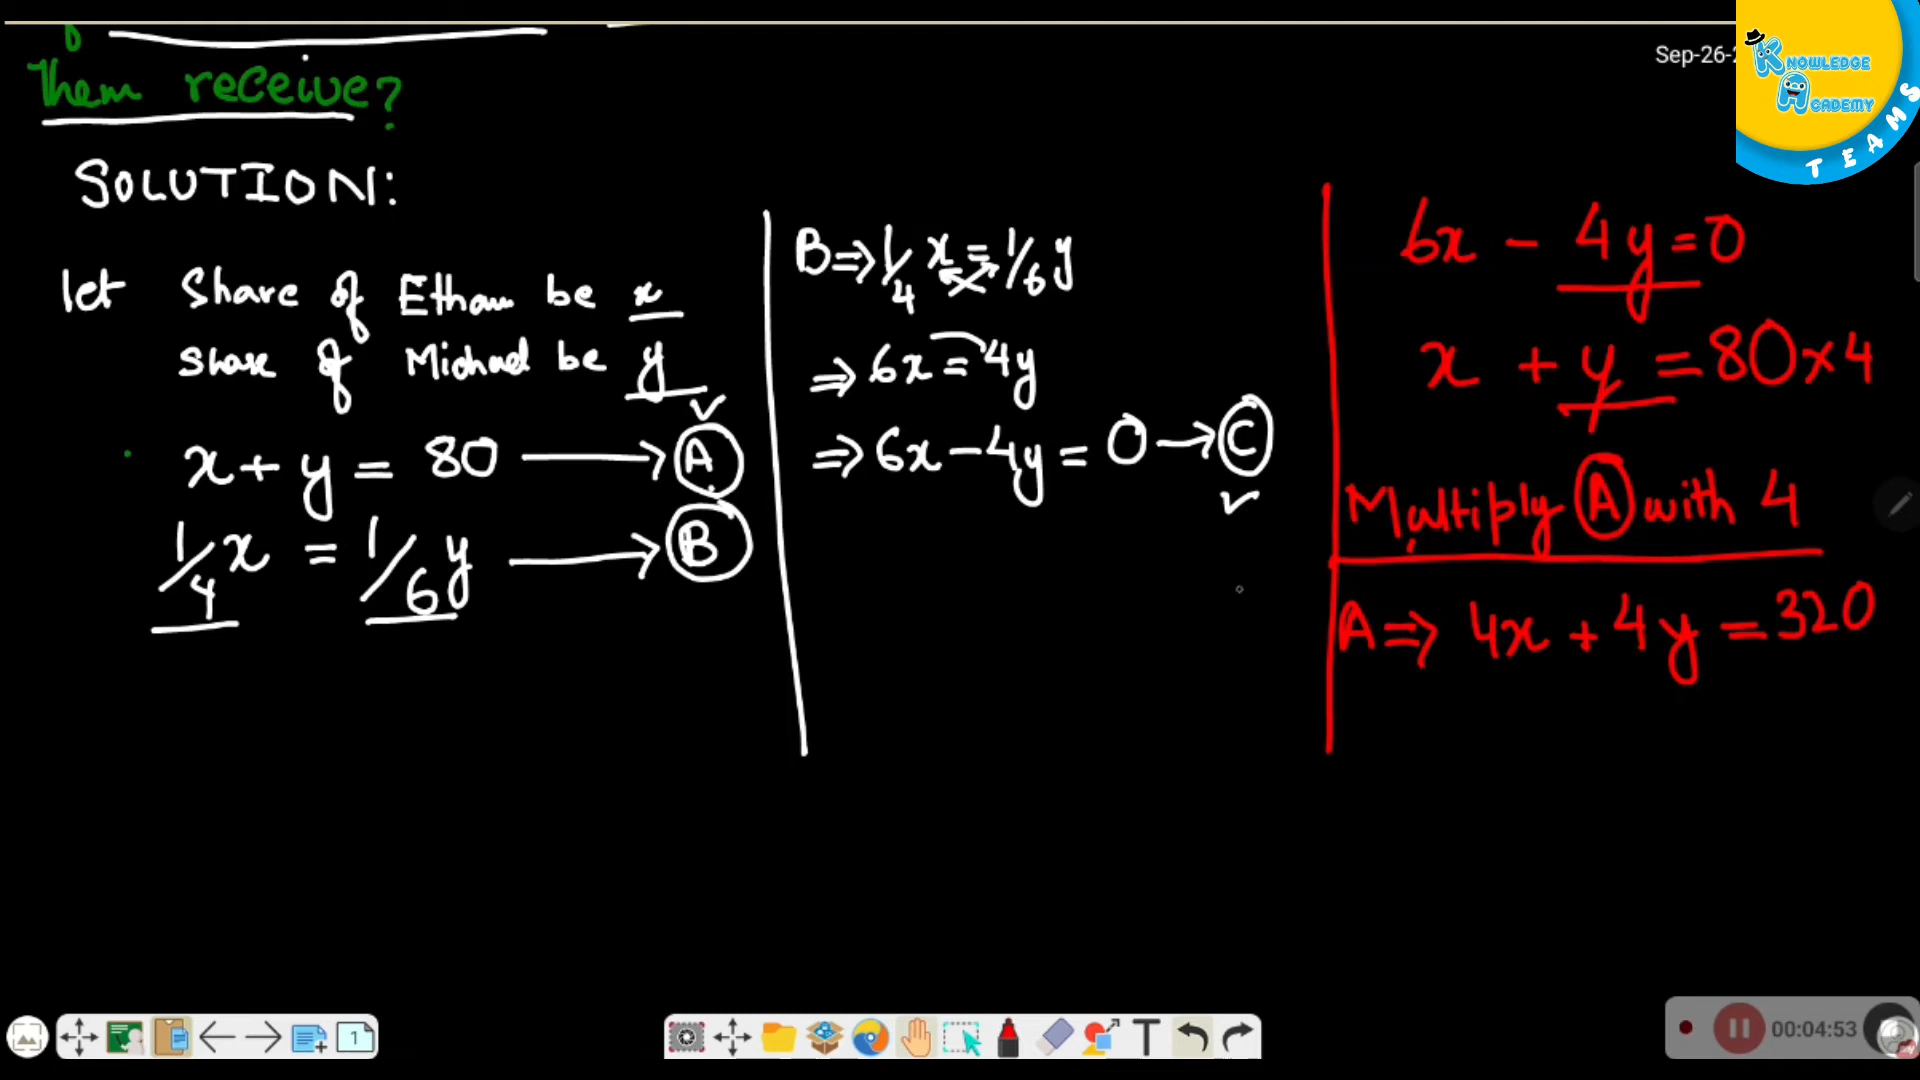 Them receive?
SOLUTION:
let Share of Ethan be x
Share of Michael be y
x + y = 80 → A
1/4 x = 1/6 y → B
B ⇒ 1/4 x = 1/6 y
⇒ 6x = 4y
⇒ 6x - 4y = 0 → C
6x - 4y = 0
x + y = 80 × 4
Multiply A with 4
A ⇒ 4x + 4y = 320
Sep-26-2
KNOWLEDGE
ACADEMY
TEAMS
1
T
00:04:53